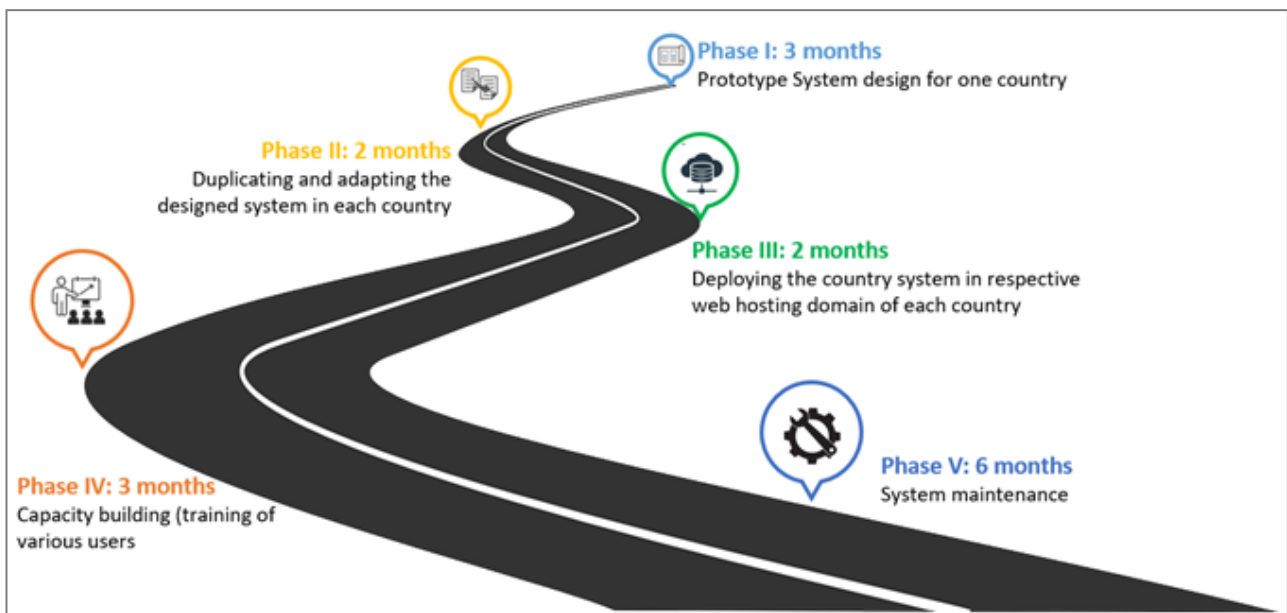 Phase I: 3 months
Prototype System design for one country
Phase II: 2 months
Duplicating and adapting the
designed system in each country
Phase III: 2 months
Deploying the country system in respective
web hosting domain of each country
Phase IV: 3 months
Capacity building (training of
various users
Phase V: 6 months
System maintenance